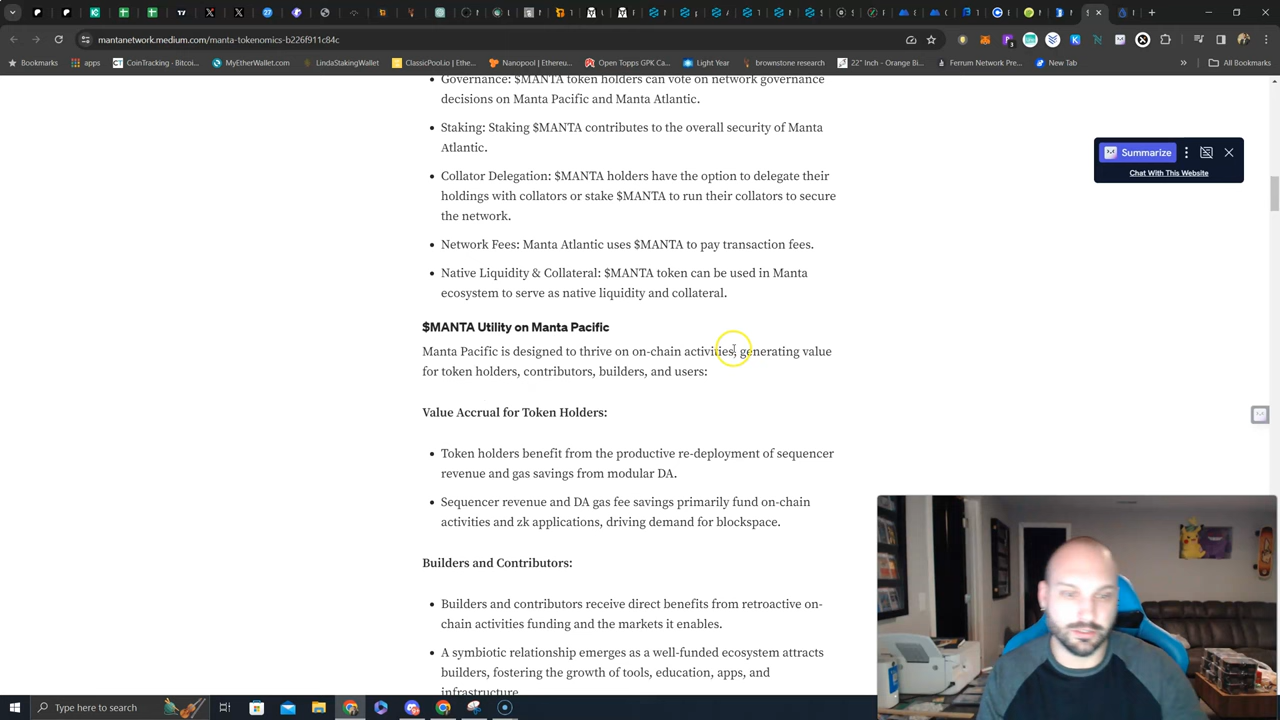 mantanetwork.medium.com/manta-tokenomics-b226f911c84c
Bookmarks
apps
CoinTracking - Bitcoi...
MyEtherWallet.com
LindaStakingWallet
ClassicPool.io | Etherc...
Nanopool | Ethereu...
Open Topps GPK Ca...
Light Year
brownstone research
22" Inch - Orange Bi...
Ferrum Network Pre...
New Tab
»
All Bookmarks
Governance: $MANTA token holders can vote on network governance
decisions on Manta Pacific and Manta Atlantic.
Staking: Staking $MANTA contributes to the overall security of Manta
Atlantic.
Collator Delegation: $MANTA holders have the option to delegate their
holdings with collators or stake $MANTA to run their collators to secure
the network.
Network Fees: Manta Atlantic uses $MANTA to pay transaction fees.
Native Liquidity & Collateral: $MANTA token can be used in Manta
ecosystem to serve as native liquidity and collateral.
$MANTA Utility on Manta Pacific
Manta Pacific is designed to thrive on on-chain activities, generating value
for token holders, contributors, builders, and users:
Value Accrual for Token Holders:
Token holders benefit from the productive re-deployment of sequencer
revenue and gas savings from modular DA.
Sequencer revenue and DA gas fee savings primarily fund on-chain
activities and zk applications, driving demand for blockspace.
Builders and Contributors:
Builders and contributors receive direct benefits from retroactive on-
chain activities funding and the markets it enables.
A symbiotic relationship emerges as a well-funded ecosystem attracts
builders, fostering the growth of tools, education, apps, and
infrastructure.
Summarize
Chat With This Website
Type here to search